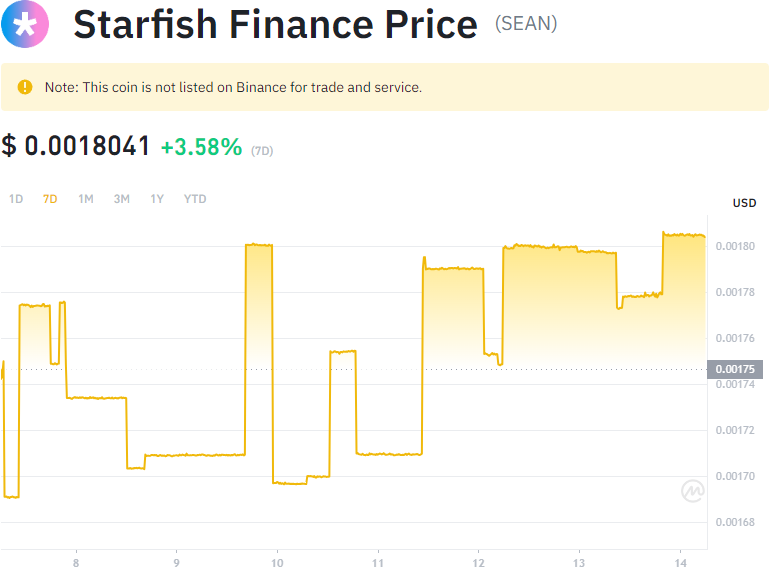 Starfish Finance Price (SEAN)
Note: This coin is not listed on Binance for trade and service.
$ 0.0018041 +3.58% (7D)
1D 7D 1M 3M 1Y YTD
USD
0.00180
0.00178
0.00176
0.00175
0.00174
0.00172
0.00170
0.00168
8 9 10 11 12 13 14